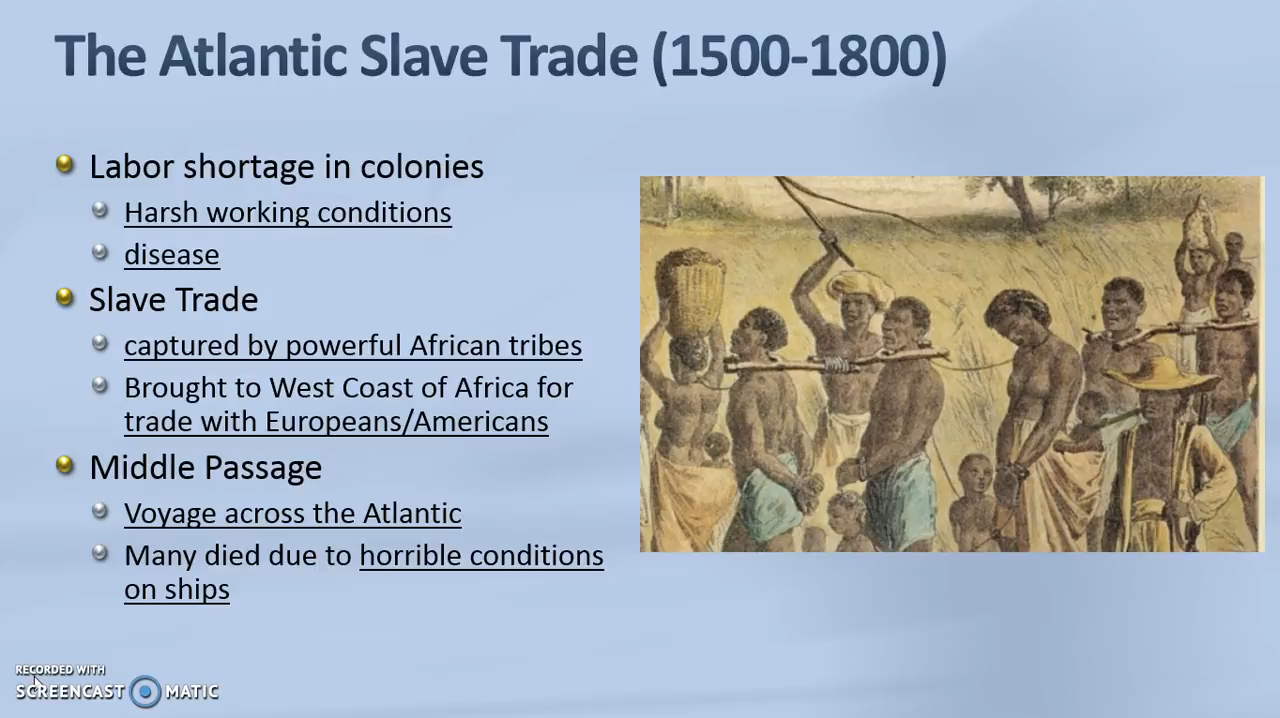 The Atlantic Slave Trade (1500-1800)
Labor shortage in colonies
Harsh working conditions
disease
Slave Trade
captured by powerful African tribes
Brought to West Coast of Africa for
trade with Europeans/Americans
Middle Passage
Voyage across the Atlantic
Many died due to horrible conditions
on ships
RECORDED WITH
SCREENCAST MATIC